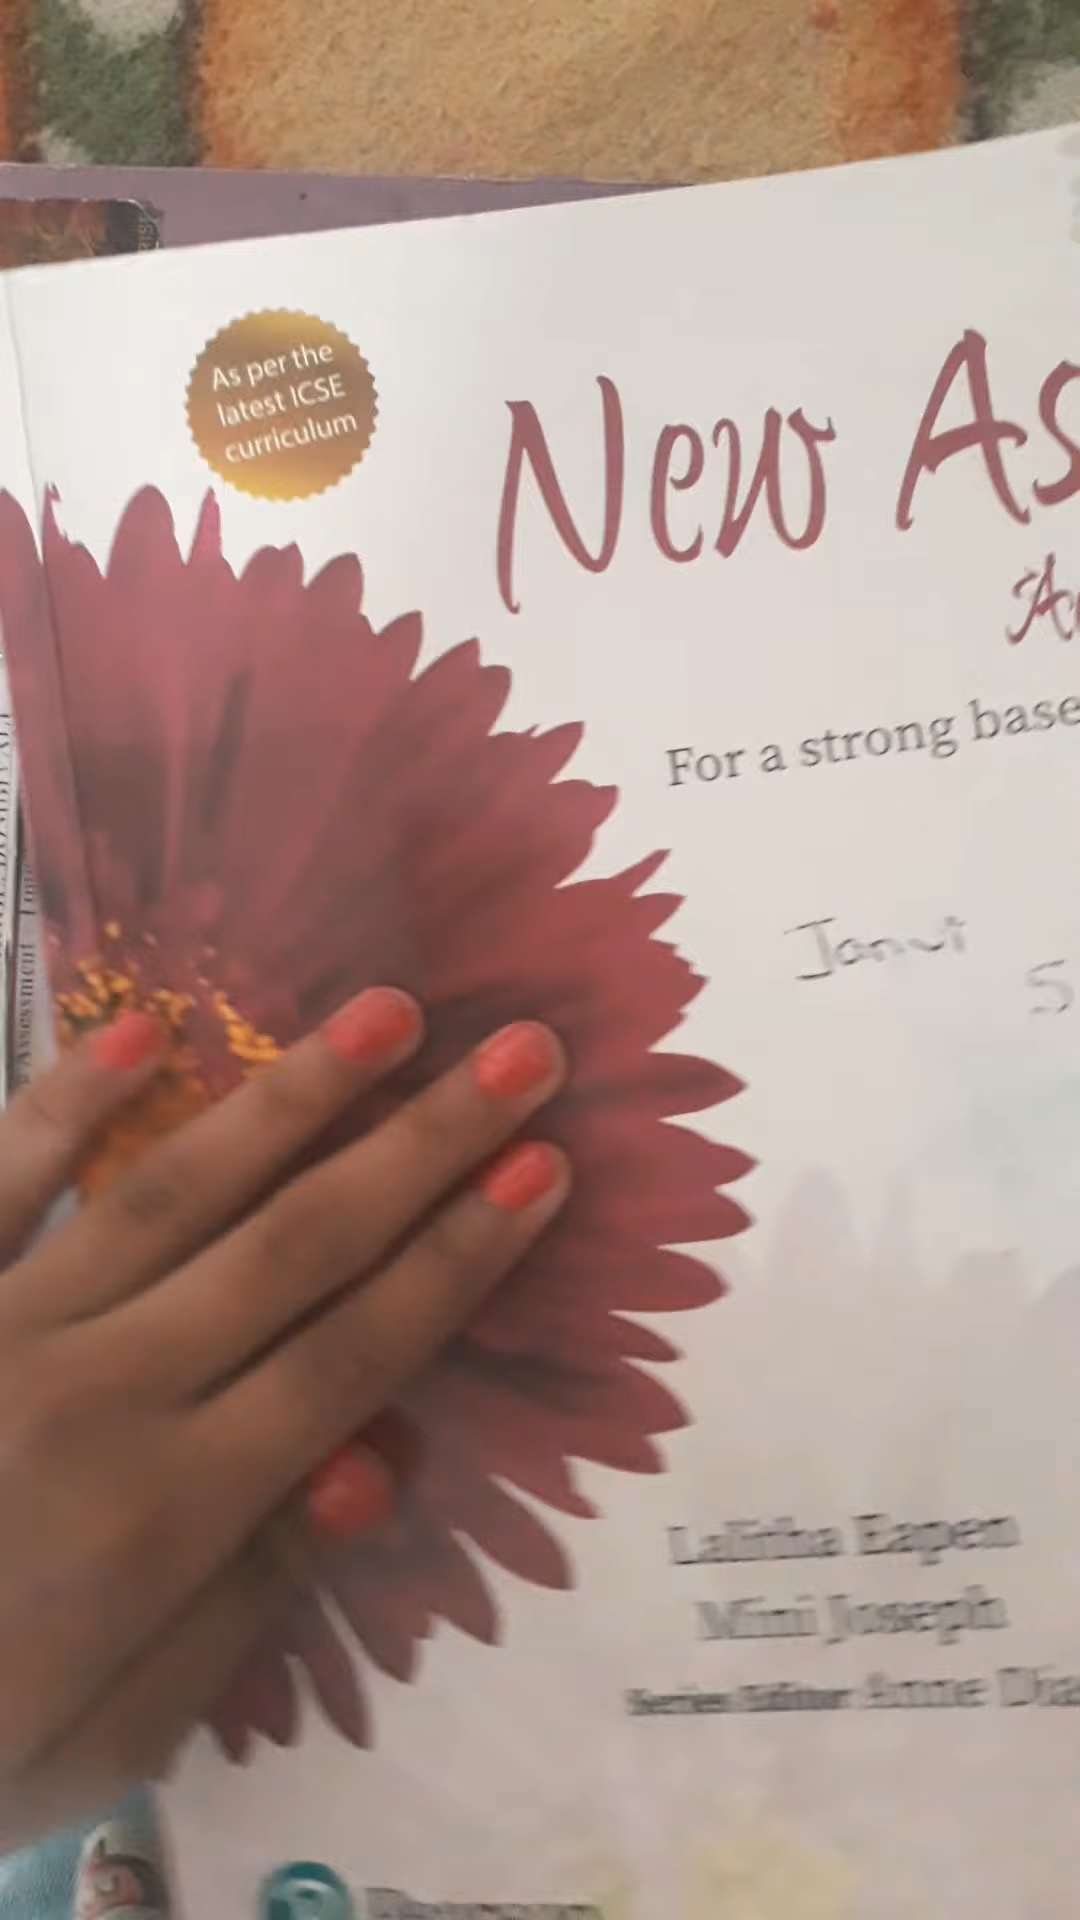 As per the
latest ICSE
curriculum
New As
For a strong base
Janvi
S
Lalitha Eapen
Mini Joseph
Series Editor Anne Dia
Assessment